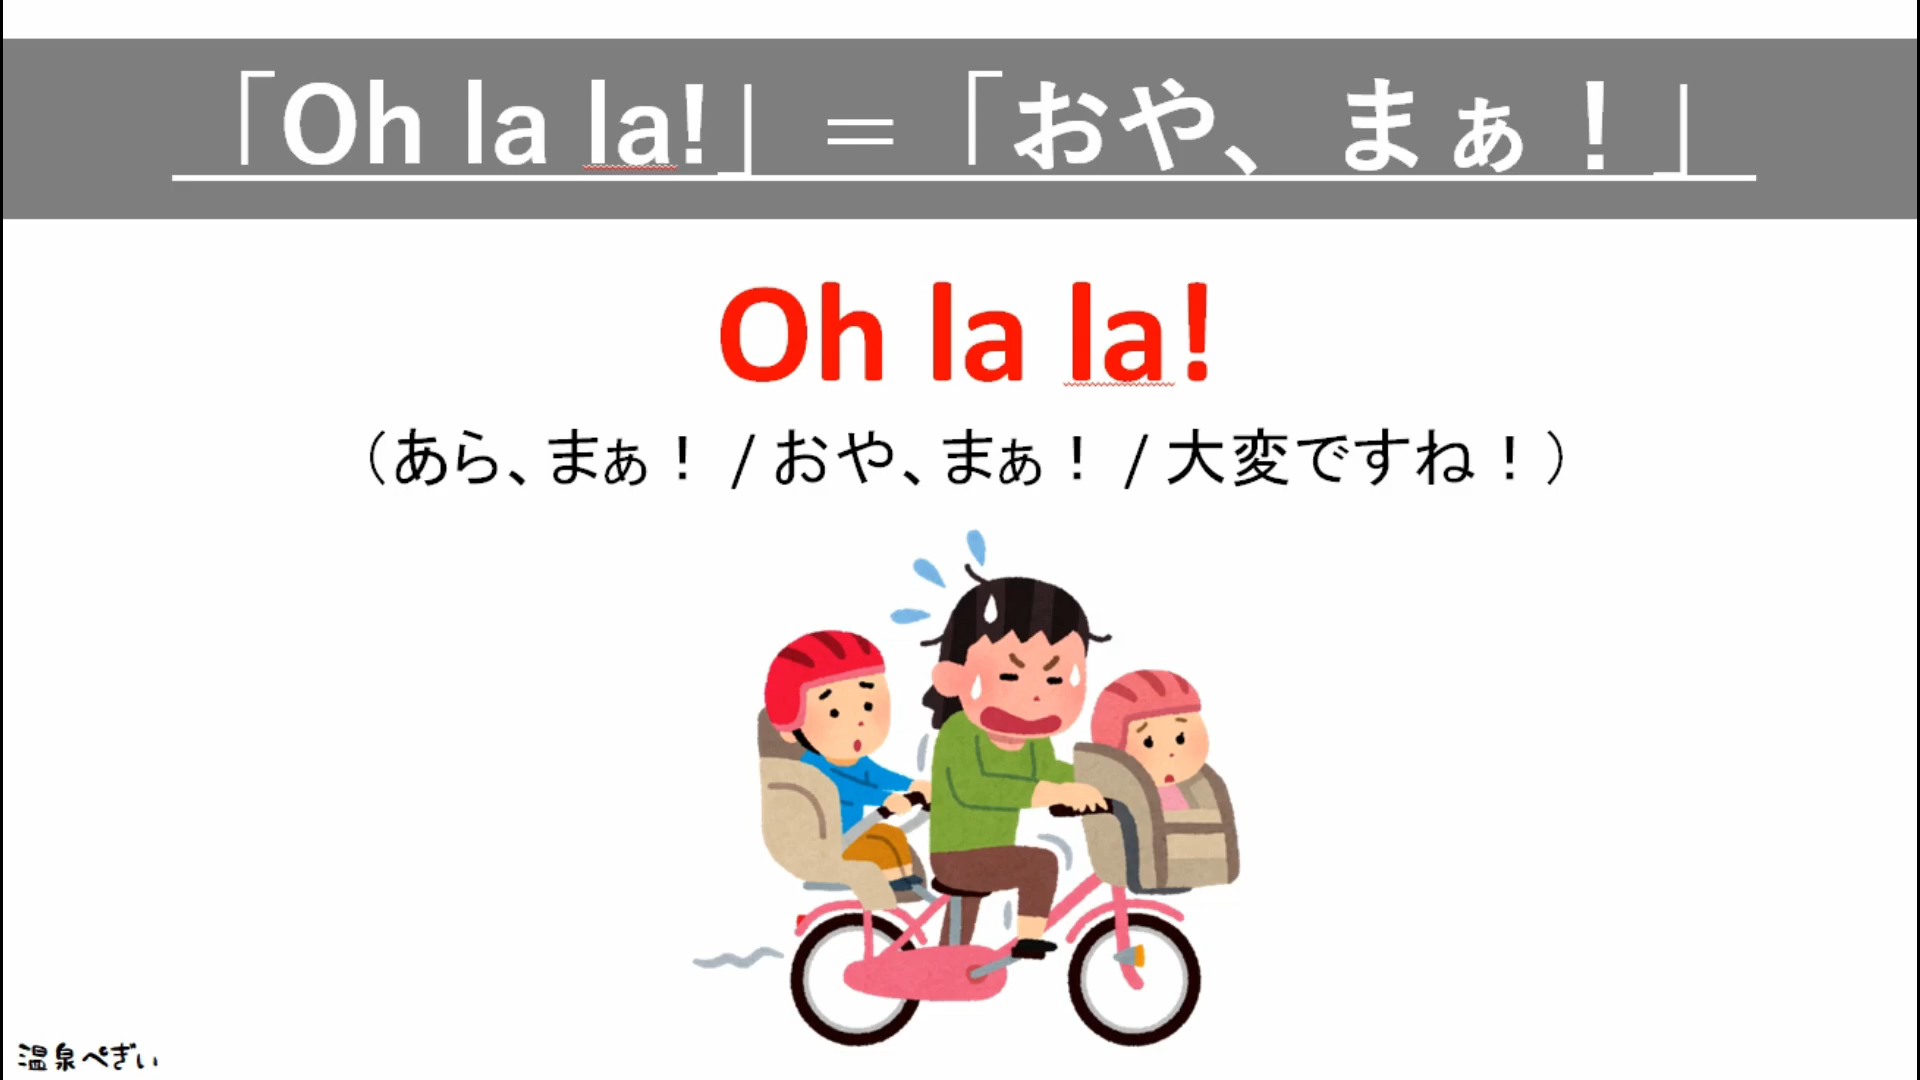 「Oh la la!」 = 「おや、まぁ！」
Oh la la!
（あら、まぁ！ / おや、まぁ！ / 大変ですね！）
温泉ぺぎぃ